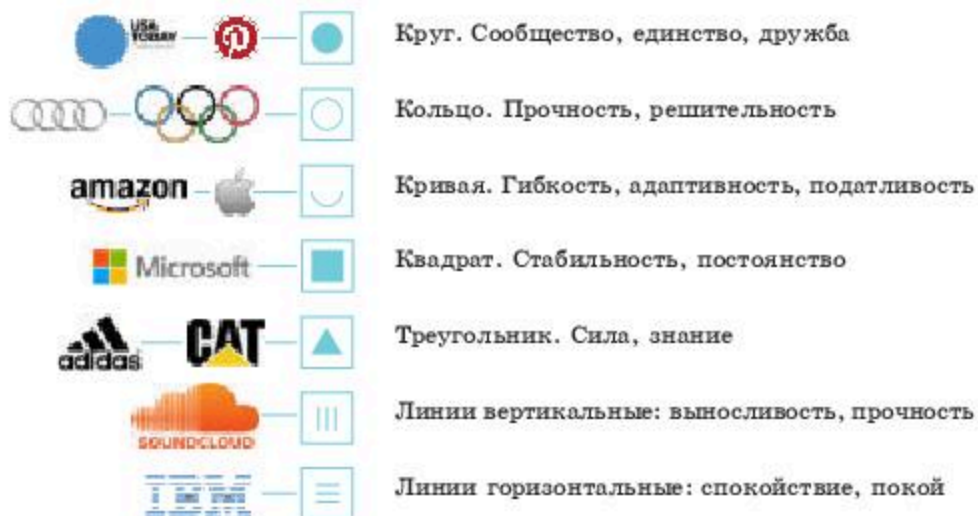 USA TODAY
Круг. Сообщество, единство, дружба
Кольцо. Прочность, решительность
amazon
Кривая. Гибкость, адаптивность, податливость
Microsoft
Квадрат. Стабильность, постоянство
adidas CAT
Треугольник. Сила, знание
SOUNDCLOUD
Линии вертикальные: выносливость, прочность
IBM
Линии горизонтальные: спокойствие, покой